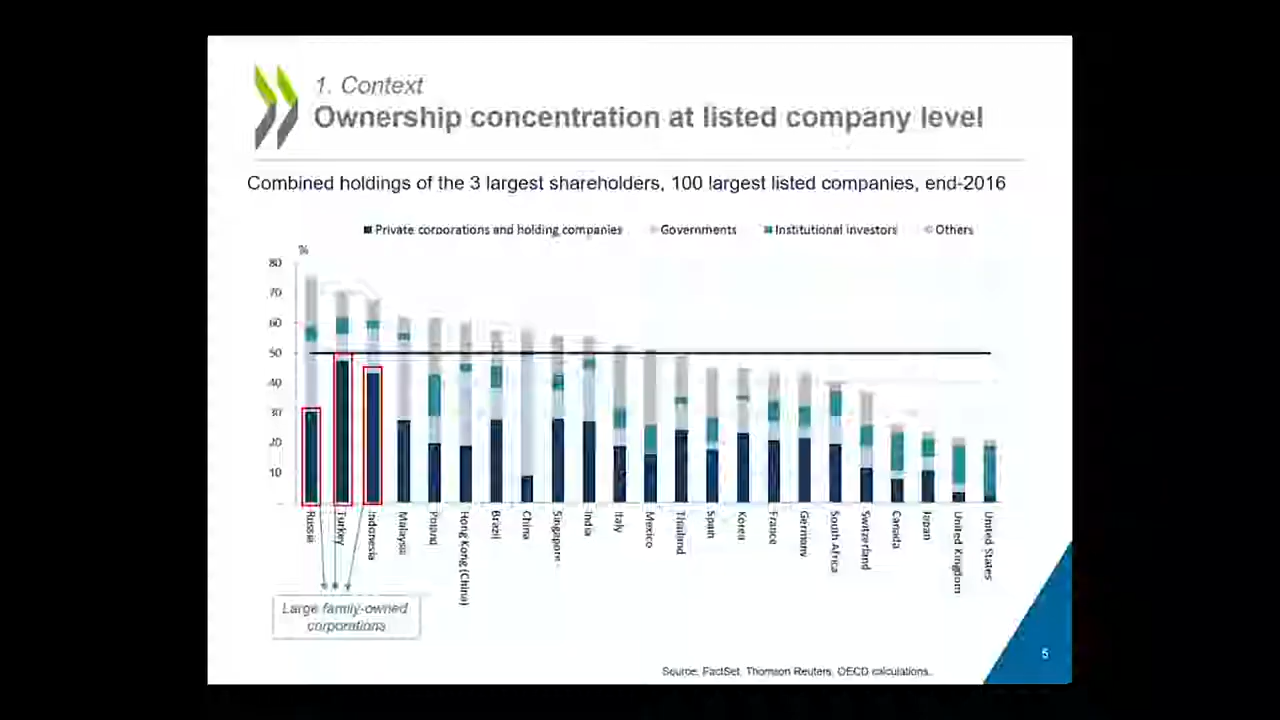 1. Context
Ownership concentration at listed company level
Combined holdings of the 3 largest shareholders, 100 largest listed companies, end-2016
Private corporations and holding companies Governments Institutional investors Others
%
80
70
60
50
40
30
20
10
-
Russia
Turkey
Indonesia
Malaysia
Poland
Hong Kong (China)
Brazil
China
Singapore
India
Italy
Mexico
Thailand
Spain
Korea
France
Germany
South Africa
Switzerland
Canada
Japan
United Kingdom
United States
Large family-owned
corporations
5
Source: FactSet, Thomson Reuters, OECD calculations.